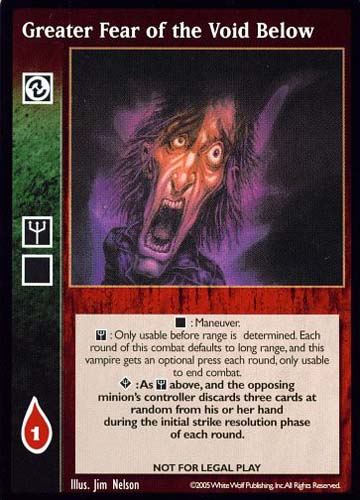 Greater Fear of the Void Below
: Maneuver.
: Only usable before range is determined. Each
round of this combat defaults to long range, and this
vampire gets an optional press each round, only usable
to end combat.
: As above, and the opposing
minion's controller discards three cards at
random from his or her hand
during the initial strike resolution phase
of each round.
1
NOT FOR LEGAL PLAY
Illus. Jim Nelson
©2005 White Wolf Publishing, Inc. All Rights Reserved.